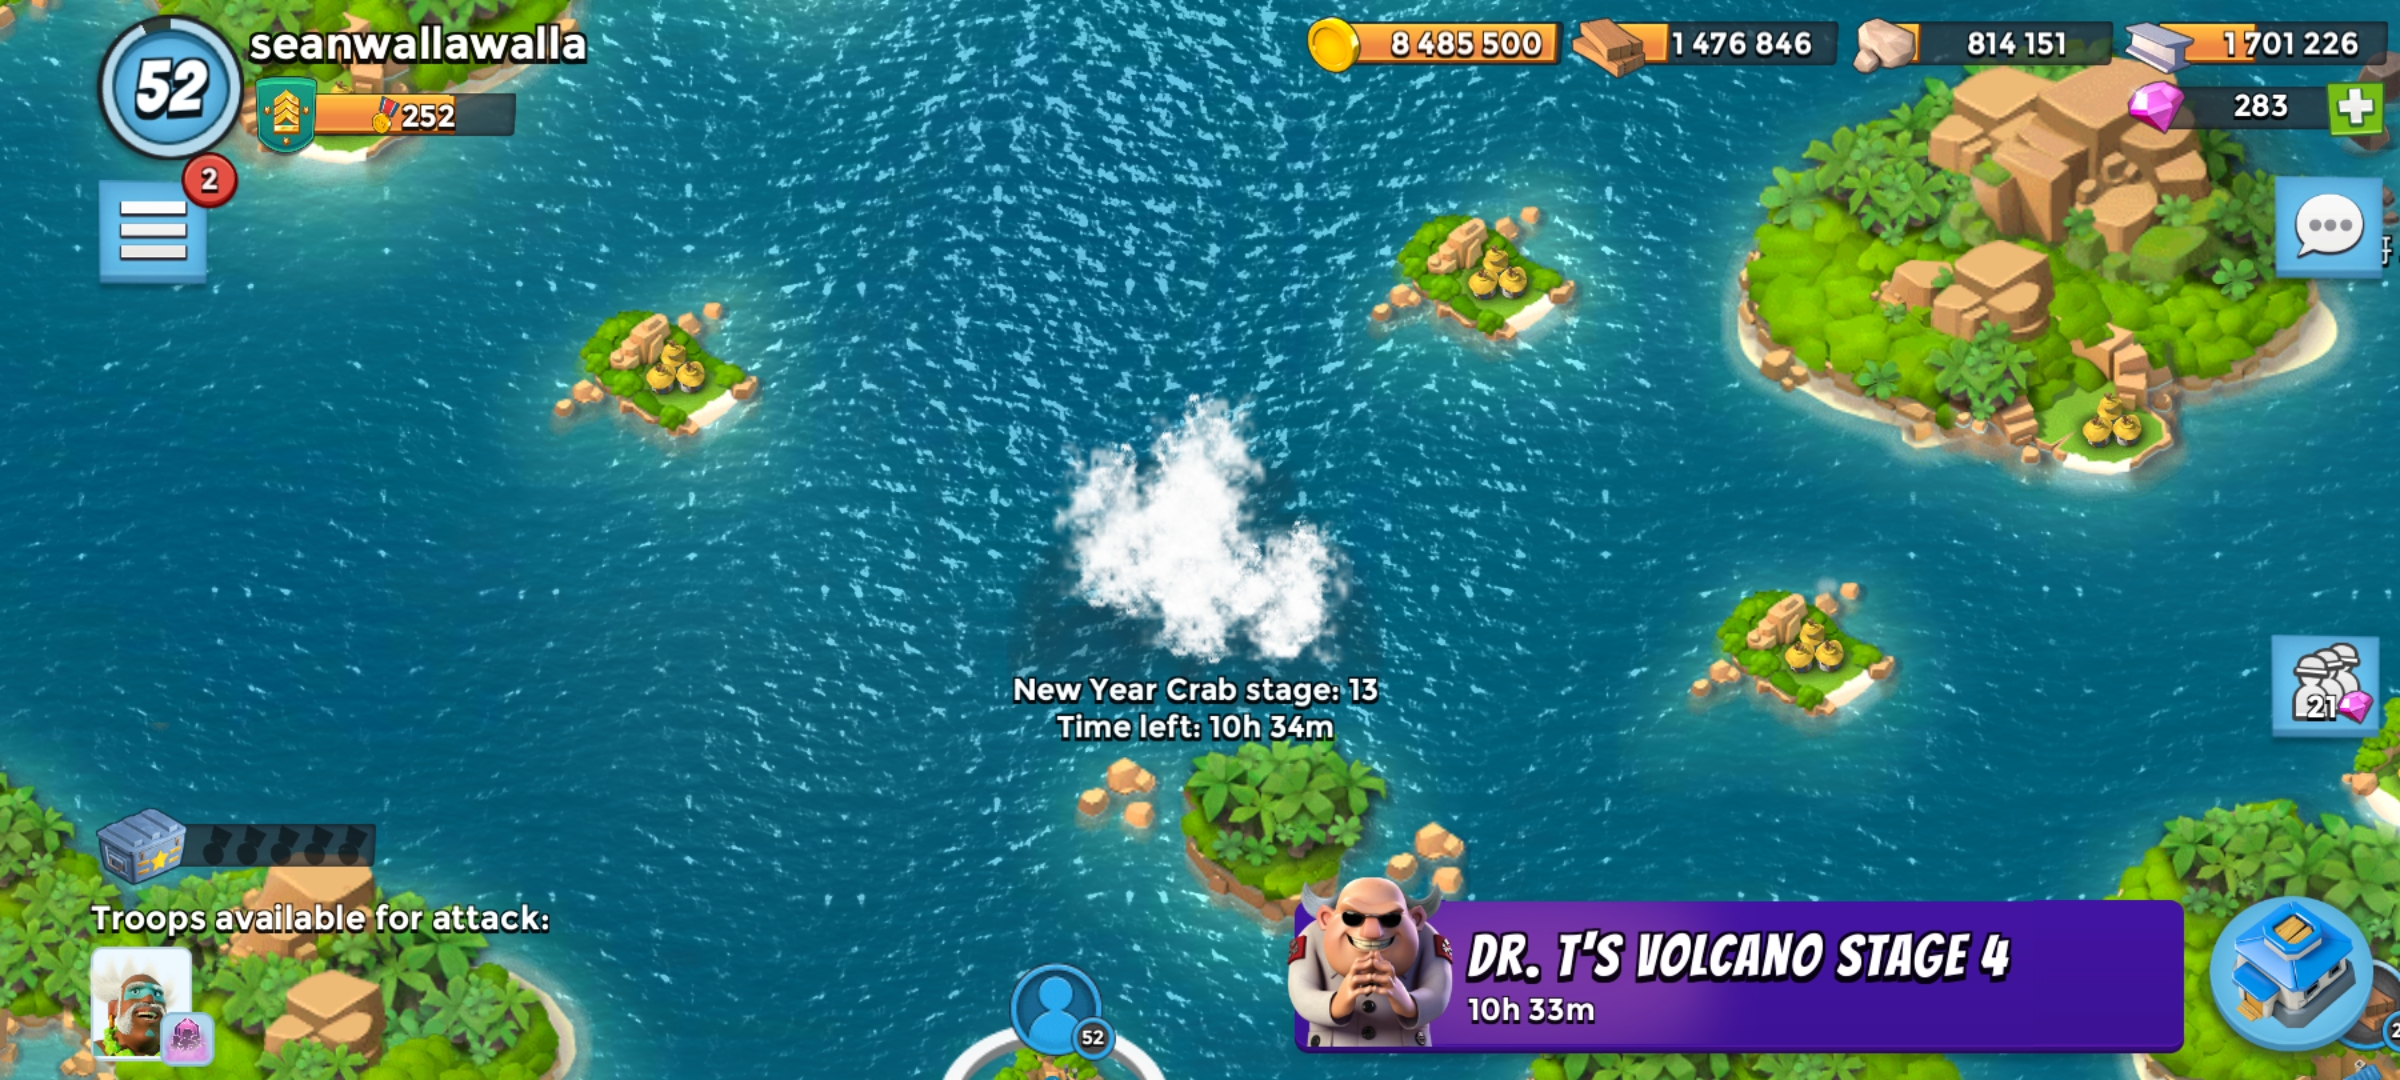 52
seanwallawalla
252
2
8 485 500
1 476 846
814 151
1 701 226
283
New Year Crab stage: 13
Time left: 10h 34m
21
Troops available for attack:
52
DR. T'S VOLCANO STAGE 4
10h 33m